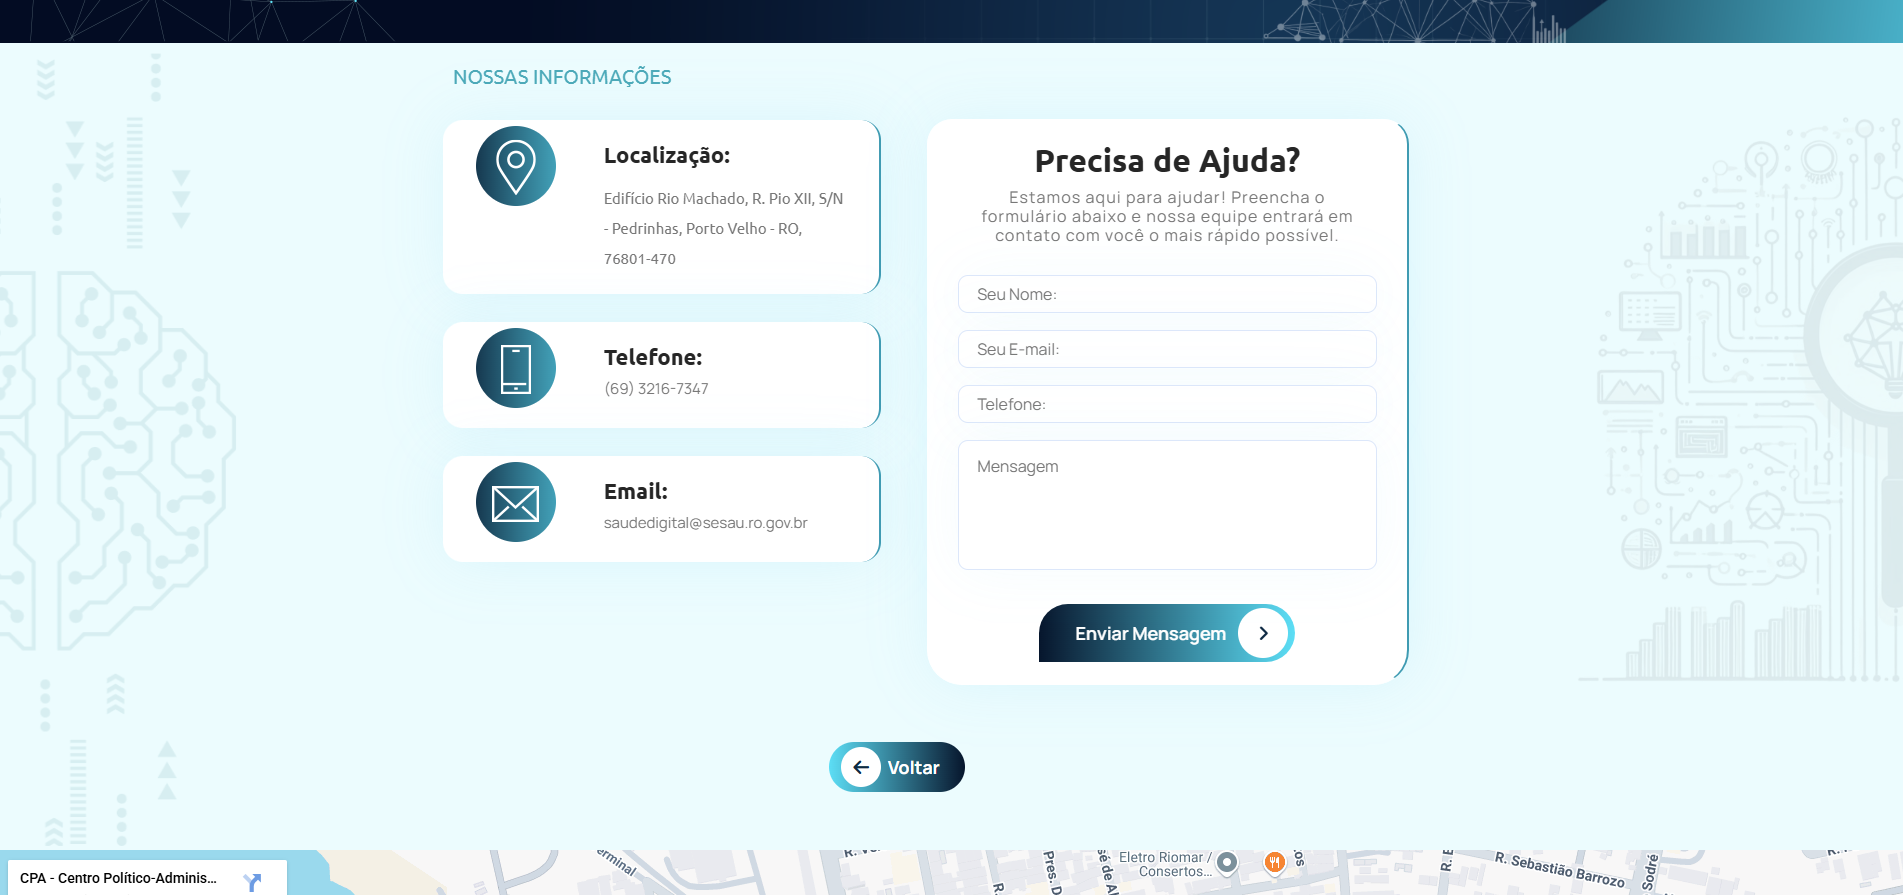 NOSSAS INFORMAÇÕES
Localização:
Edifício Rio Machado, R. Pio XII, S/N
- Pedrinhas, Porto Velho - RO,
76801-470
Telefone:
(69) 3216-7347
Email:
saudedigital@sesau.ro.gov.br
Precisa de Ajuda?
Estamos aqui para ajudar! Preencha o
formulário abaixo e nossa equipe entrará em
contato com você o mais rápido possível.
Seu Nome:
Seu E-mail:
Telefone:
Mensagem
Enviar Mensagem
Voltar
CPA - Centro Político-Adminis...
Eletro Riomar /
Consertos...
R. Sebastião Barrozo
Sodré